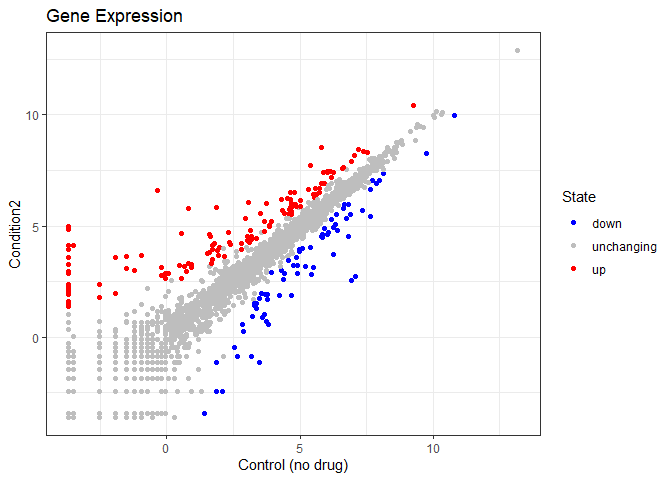 Gene Expression
Condition2
10
5
0
0
5
10
Control (no drug)
State
down
unchanging
up